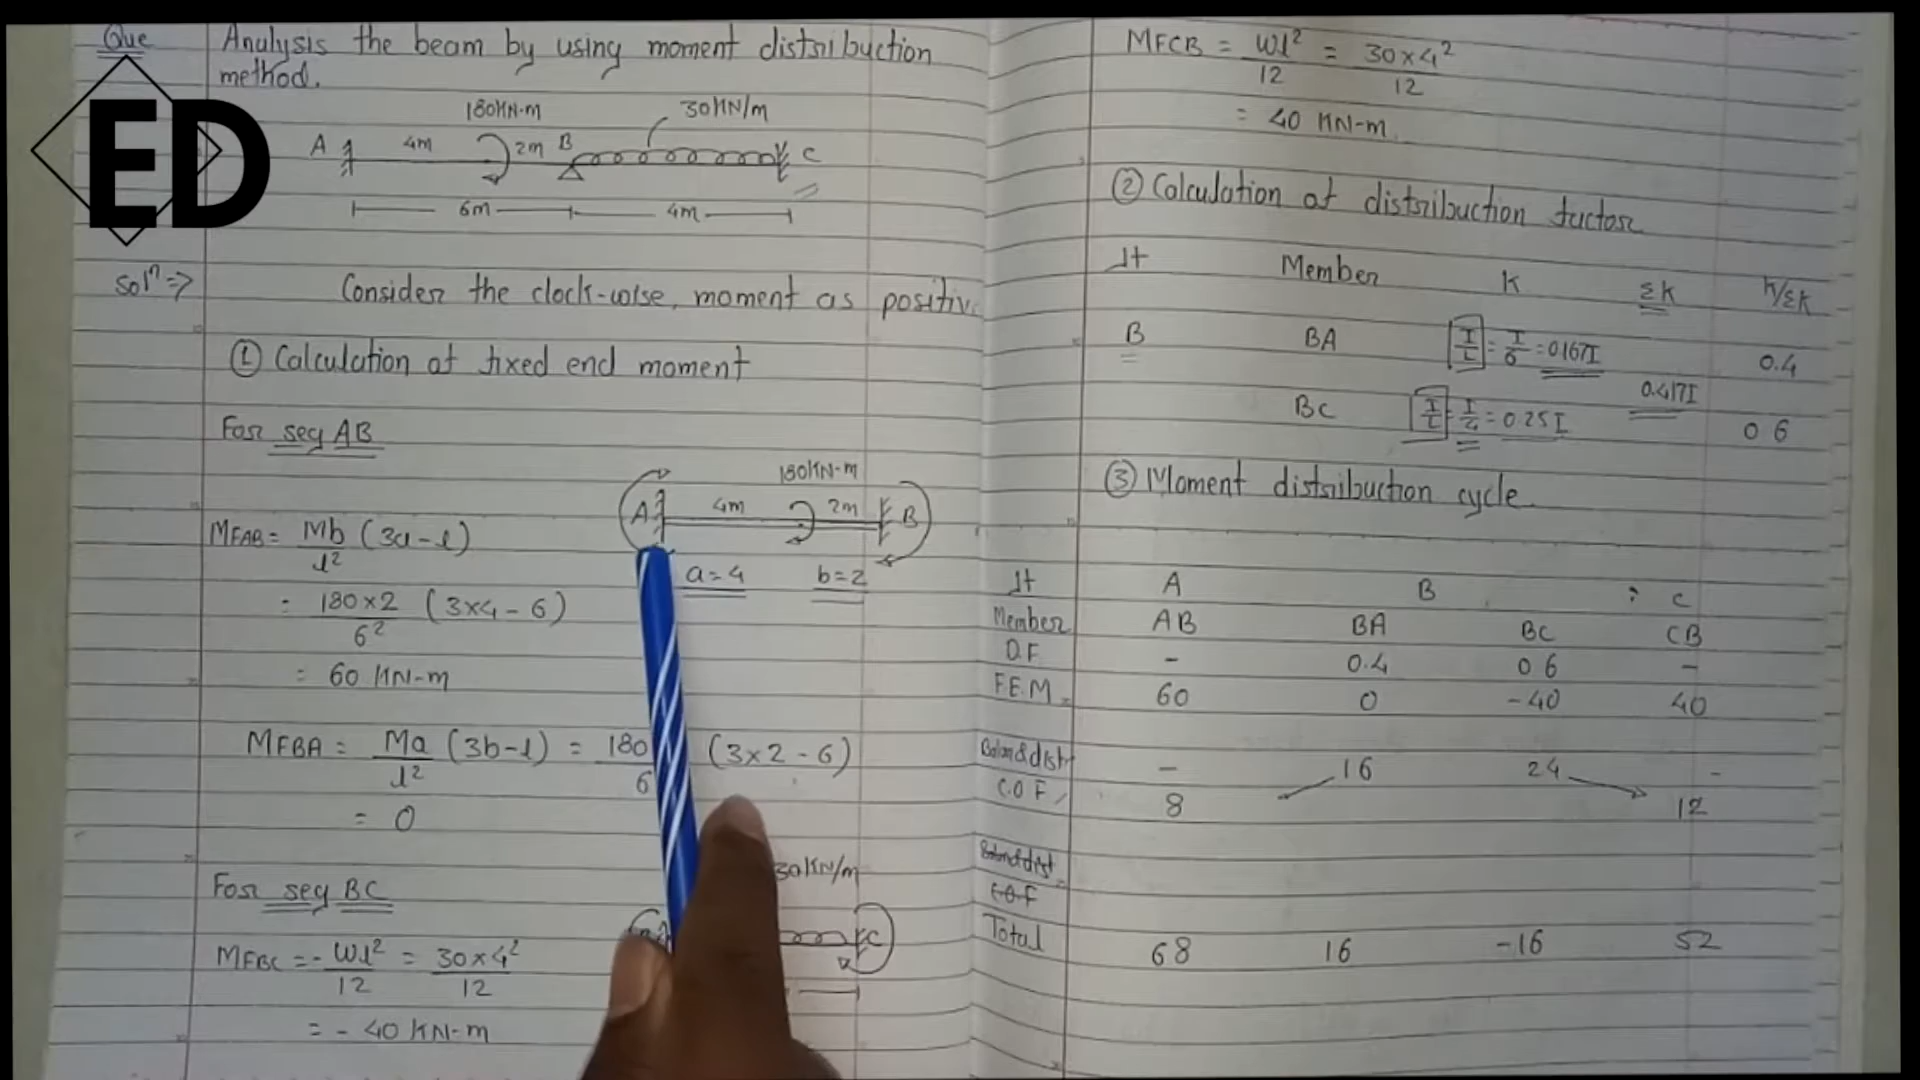 Que Analysis the beam by using moment distribuction
method.
ED
180KN-m 30KN/m
A 4m 2m B C
6m 4m
Solⁿ => Consider the clock-wise, moment as positiv
① Calculation of fixed end moment
For seg AB
180KN-m
A 4m 2m B
a=4 b=2
MFAB = Mb/l² (3a-l)
= 180×2/6² (3×4-6)
= 60 KN-m
MFBA = Ma/l² (3b-l) = 180 /6 (3×2-6)
= 0
For seg BC
30KN/m
C
MFBC = -Wl²/12 = 30×4²/12
= -40 KN-m
MFCB = Wl²/12 = 30×4²/12
= 40 KN-m
② Calculation of distribuction factor
Jt Member K ΣK K/ΣK
B BA I/L = I/6 = 0.167I 0.4
0.417I
BC I/L = I/4 = 0.25I 0.6
③ Moment distribuction cycle
Jt A B C
Member AB BA BC CB
D.F - 0.4 0.6 -
F.E.M. 60 0 -40 40
Balan&dist - 16 24 -
C.O.F 8 12
Balan&dist
C.O.F
Total 68 16 -16 52